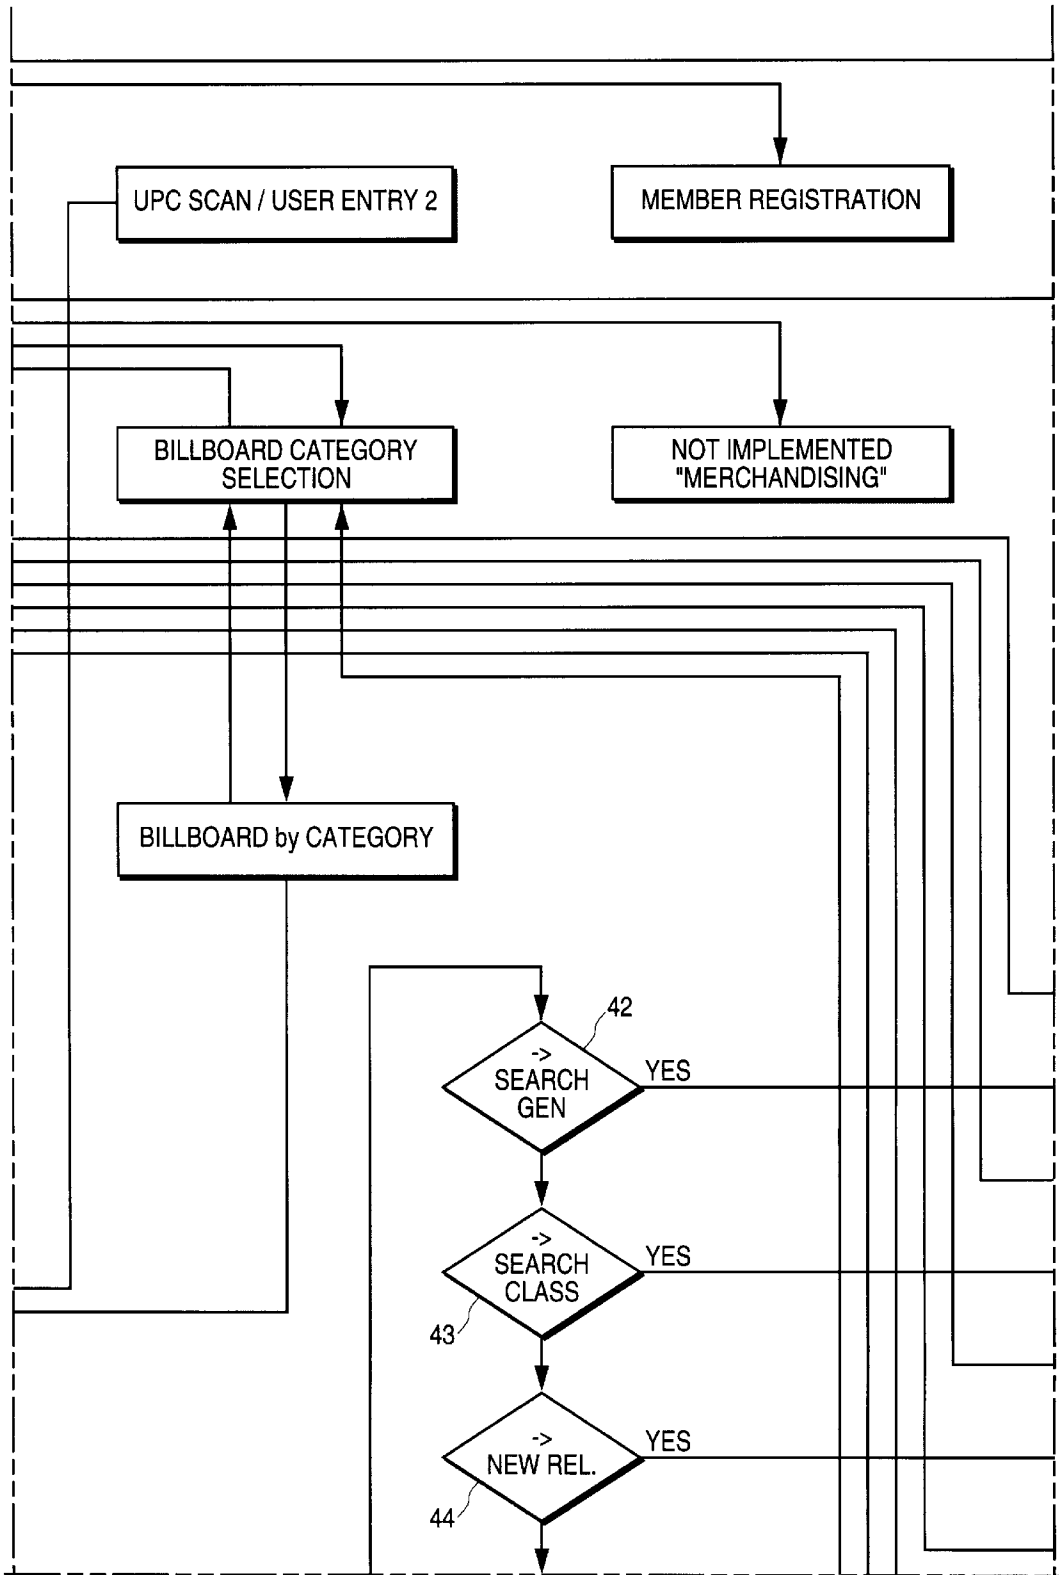 UPC SCAN / USER ENTRY 2
MEMBER REGISTRATION
BILLBOARD CATEGORY
SELECTION
NOT IMPLEMENTED
"MERCHANDISING"
BILLBOARD by CATEGORY
42
->
SEARCH
GEN
YES
->
SEARCH
CLASS
YES
43
->
NEW REL.
YES
44